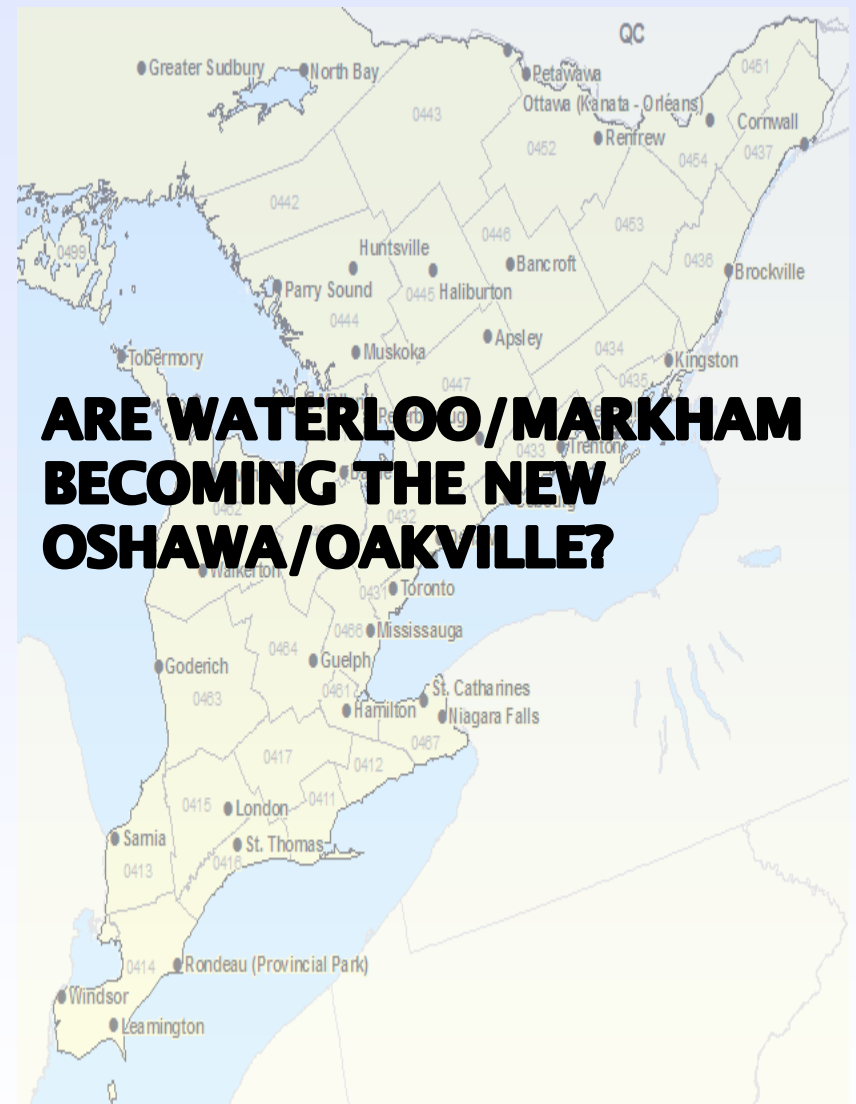 QC
0451
Greater Sudbury
North Bay
Petawawa
Ottawa (Kanata - Orléans)
0443
Cornwall
Renfrew
0452
0437
0454
0442
0453
0446
Huntsville
0499
0436
Bancroft
Brockville
Parry Sound
0445 Haliburton
0444
Apsley
0434
Muskoka
Tobermory
Kingston
0435
0447
ARE WATERLOO/MARKHAM
Trenton
0433
BECOMING THE NEW
0432
OSHAWA/OAKVILLE?
Walkerton
0431
Toronto
0466
Mississauga
0464
Guelph
Goderich
0461
St. Catharines
0463
Hamilton
Niagara Falls
0467
0417
0412
0411
0415
London
Sarnia
St. Thomas
0416
0413
0414
Rondeau (Provincial Park)
Windsor
Leamington